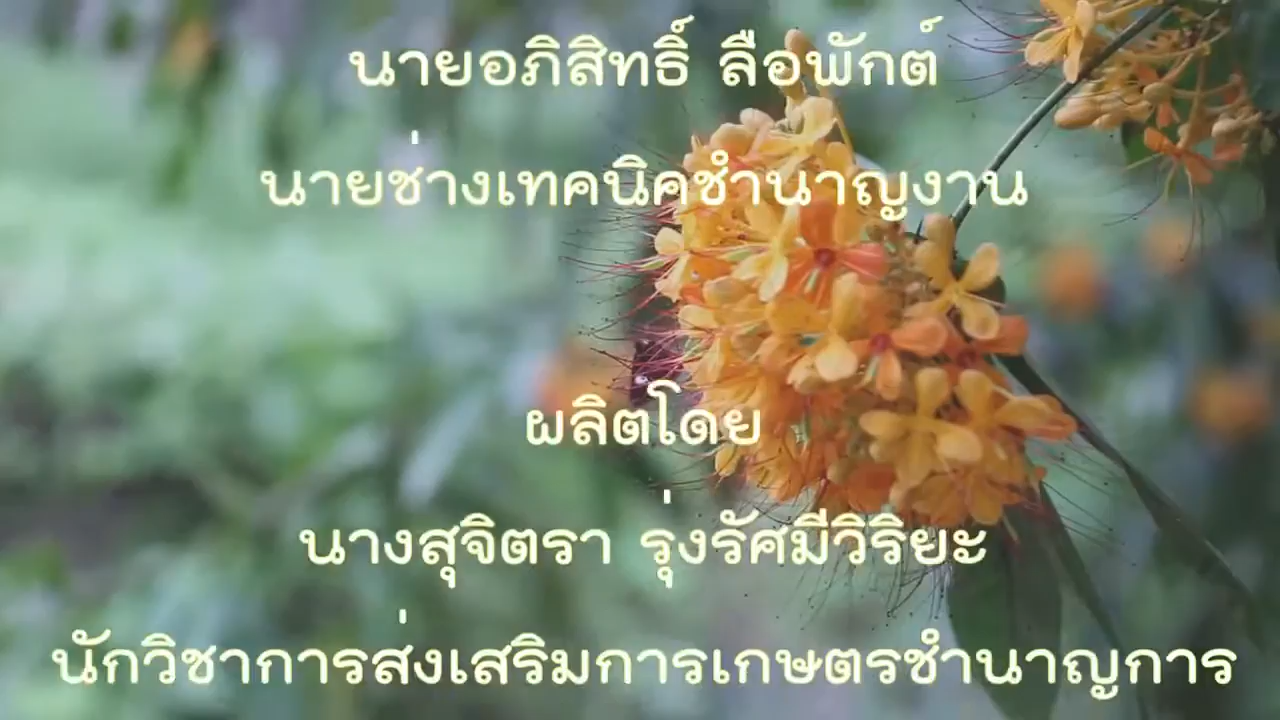 นายอภิสิทธิ์ ลือพักต์
นายช่างเทคนิคชำนาญงาน
ผลิตโดย
นางสุจิตรา รุ่งรัศมีวิริยะ
นักวิชาการส่งเสริมการเกษตรชำนาญการ